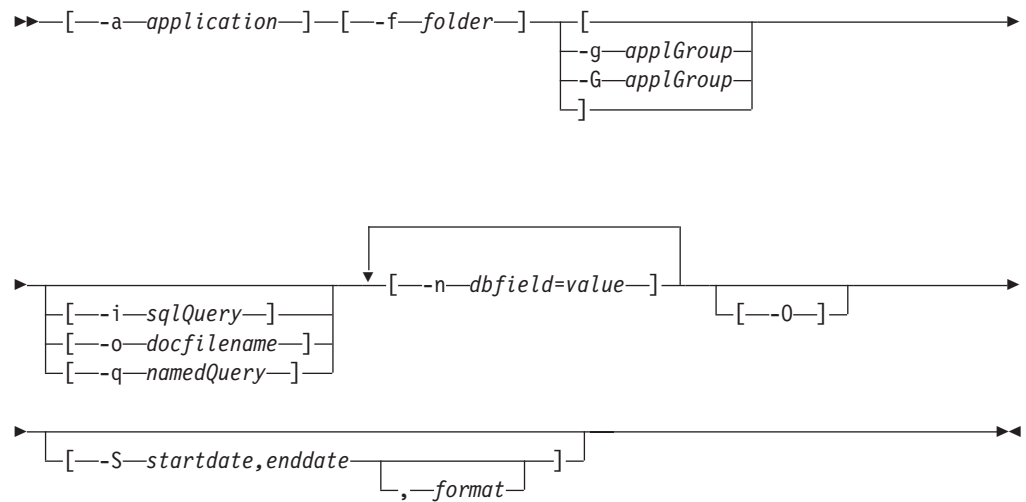 [ -a application ] [ -f folder ] [
-g applGroup
-G applGroup
]
[ -n dbfield=value ]
[ -i sqlQuery ] [ -O ]
[ -o docfilename ]
[ -q namedQuery ]
[ -S startdate,enddate ]
, format